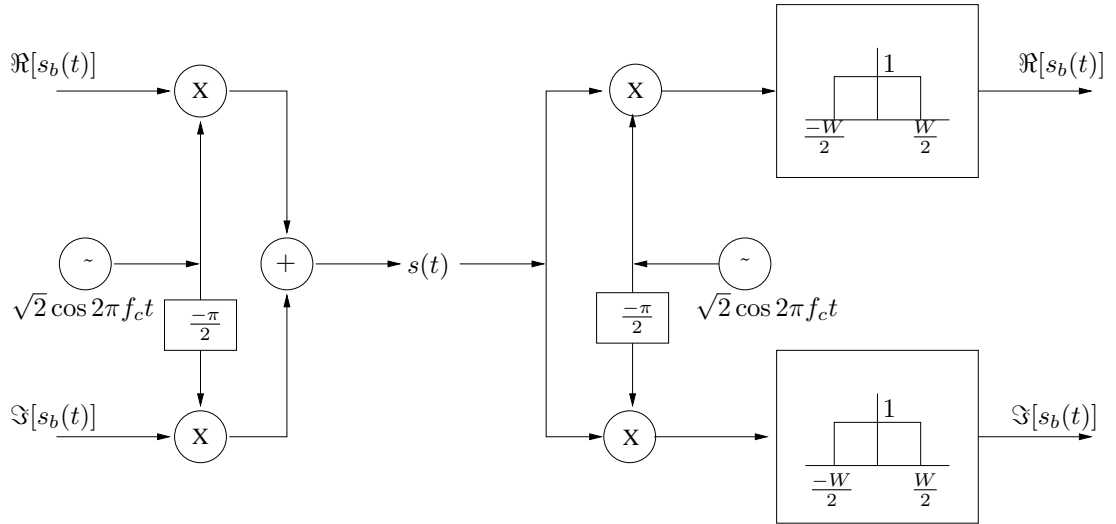 ℜ[s_b(t)]
X
~
√2 cos 2πf_c t
-π/2
+
ℑ[s_b(t)]
X
s(t)
X
~
√2 cos 2πf_c t
-π/2
X
1
-W/2
W/2
ℜ[s_b(t)]
1
-W/2
W/2
ℑ[s_b(t)]